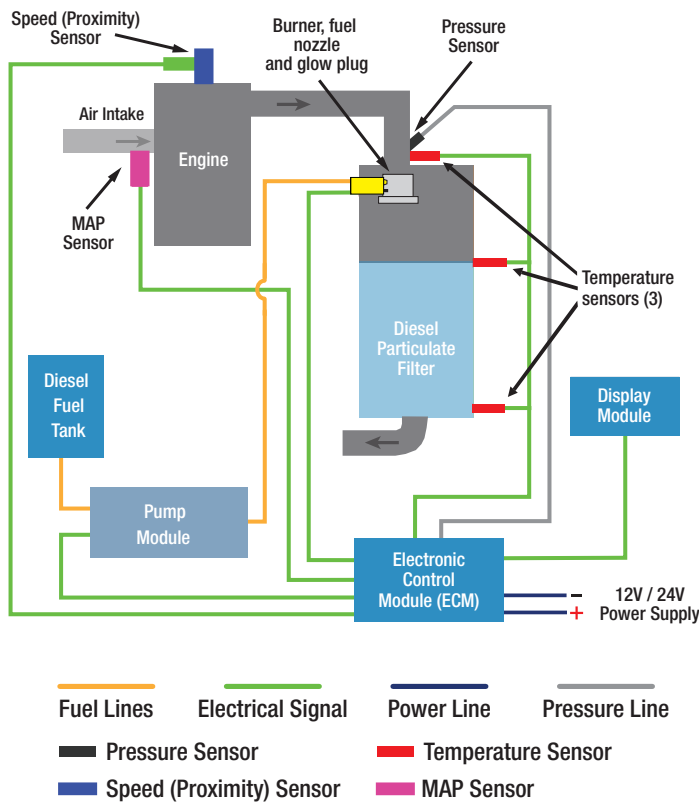 Speed (Proximity)
Sensor
Burner, fuel
nozzle
and glow plug
Pressure
Sensor
Air Intake
Engine
MAP
Sensor
Temperature
sensors (3)
Diesel
Particulate
Filter
Diesel
Fuel
Tank
Display
Module
Pump
Module
Electronic
Control
Module (ECM)
- 12V / 24V
+ Power Supply
Fuel Lines
Electrical Signal
Power Line
Pressure Line
Pressure Sensor
Temperature Sensor
Speed (Proximity) Sensor
MAP Sensor